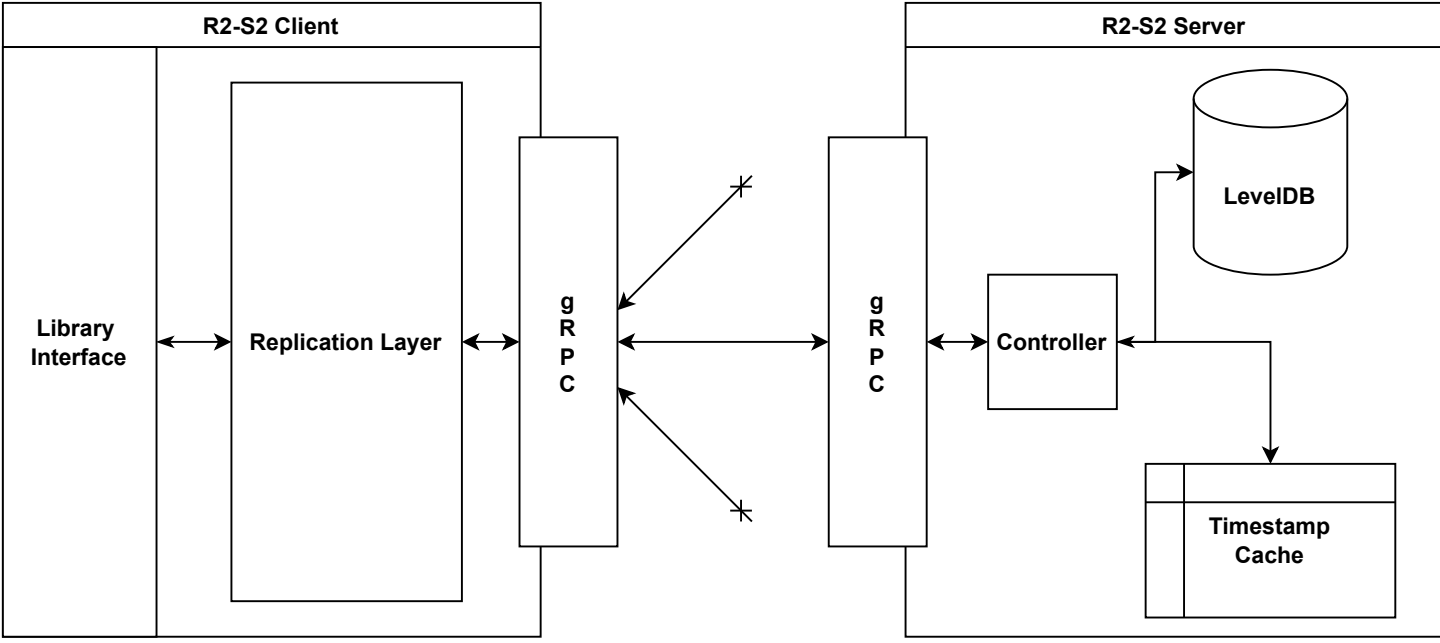 R2-S2 Client
R2-S2 Server
Library
Interface
Replication Layer
g
R
P
C
g
R
P
C
Controller
LevelDB
Timestamp
Cache